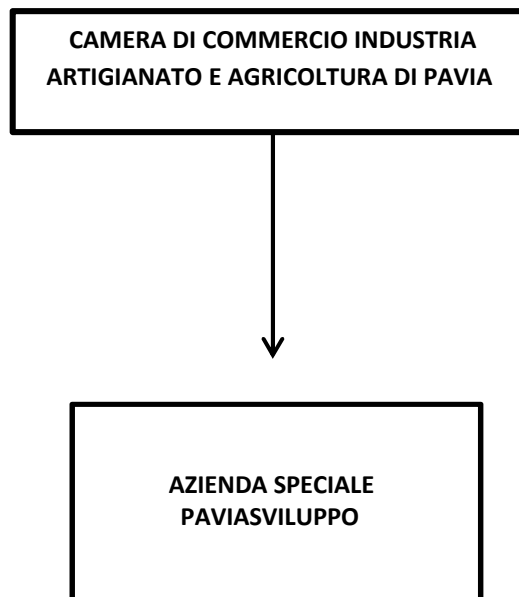 CAMERA DI COMMERCIO INDUSTRIA
ARTIGIANATO E AGRICOLTURA DI PAVIA
AZIENDA SPECIALE
PAVIASVILUPPO